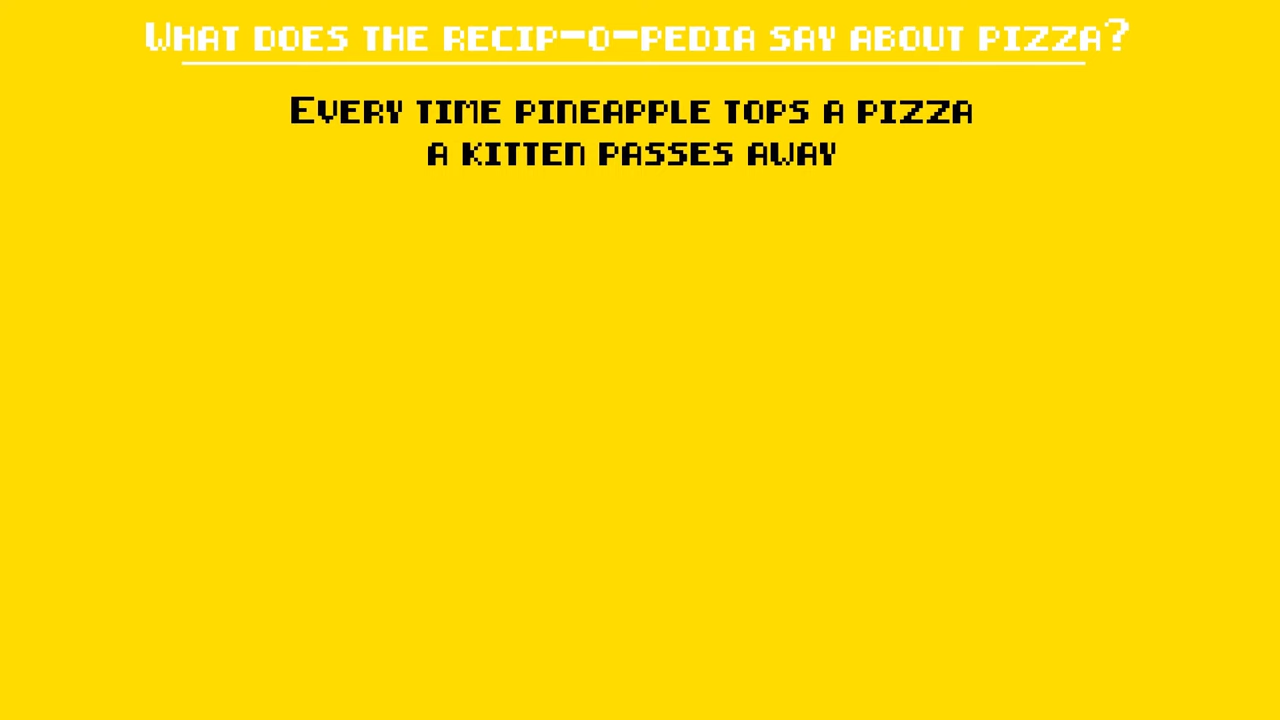 What does the recip-o-pedia say about pizza?
Every time pineapple tops a pizza
a kitten passes away